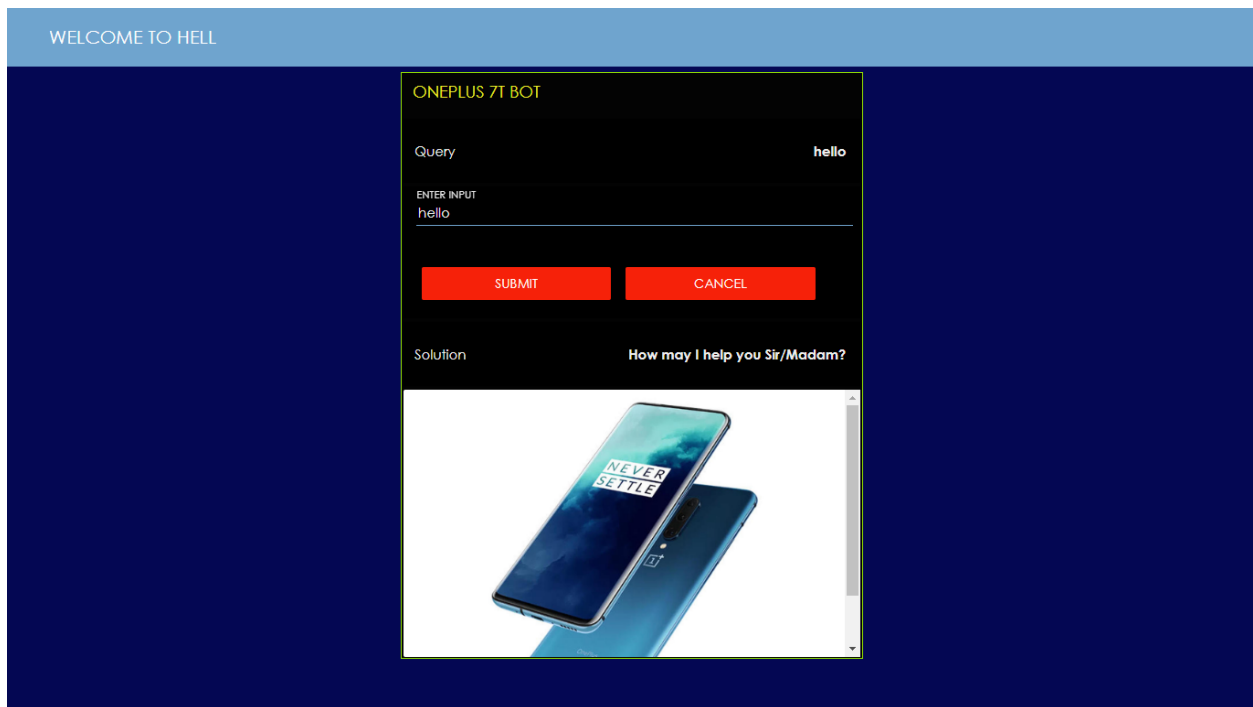 WELCOME TO HELL
ONEPLUS 7T BOT
Query hello
ENTER INPUT
hello
SUBMIT CANCEL
Solution How may I help you Sir/Madam?
NEVER
SETTLE
1+